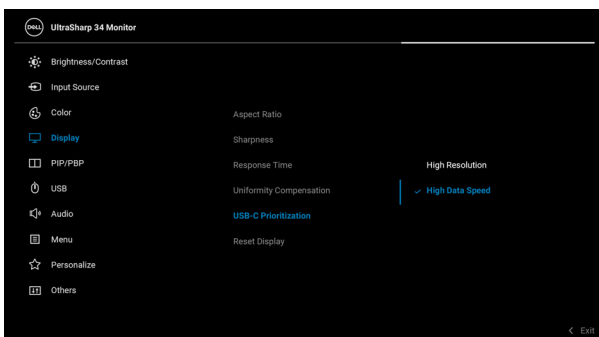 DELL UltraSharp 34 Monitor
Brightness/Contrast
Input Source
Color
Aspect Ratio
Display
Sharpness
PIP/PBP
Response Time
High Resolution
USB
Uniformity Compensation
High Data Speed
Audio
USB-C Prioritization
Menu
Reset Display
Personalize
Others
Exit